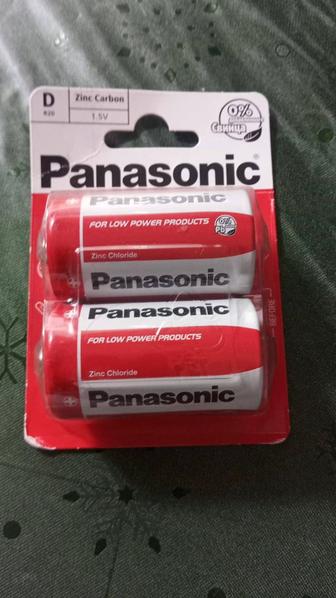 D
R20
Zinc Carbon
1.5V
0%
Свинца
Panasonic®
Panasonic
FOR LOW POWER PRODUCTS
Pb
Zinc Chloride
Panasonic
Panasonic
FOR LOW POWER PRODUCTS
Zinc Chloride
Panasonic
BEFORE